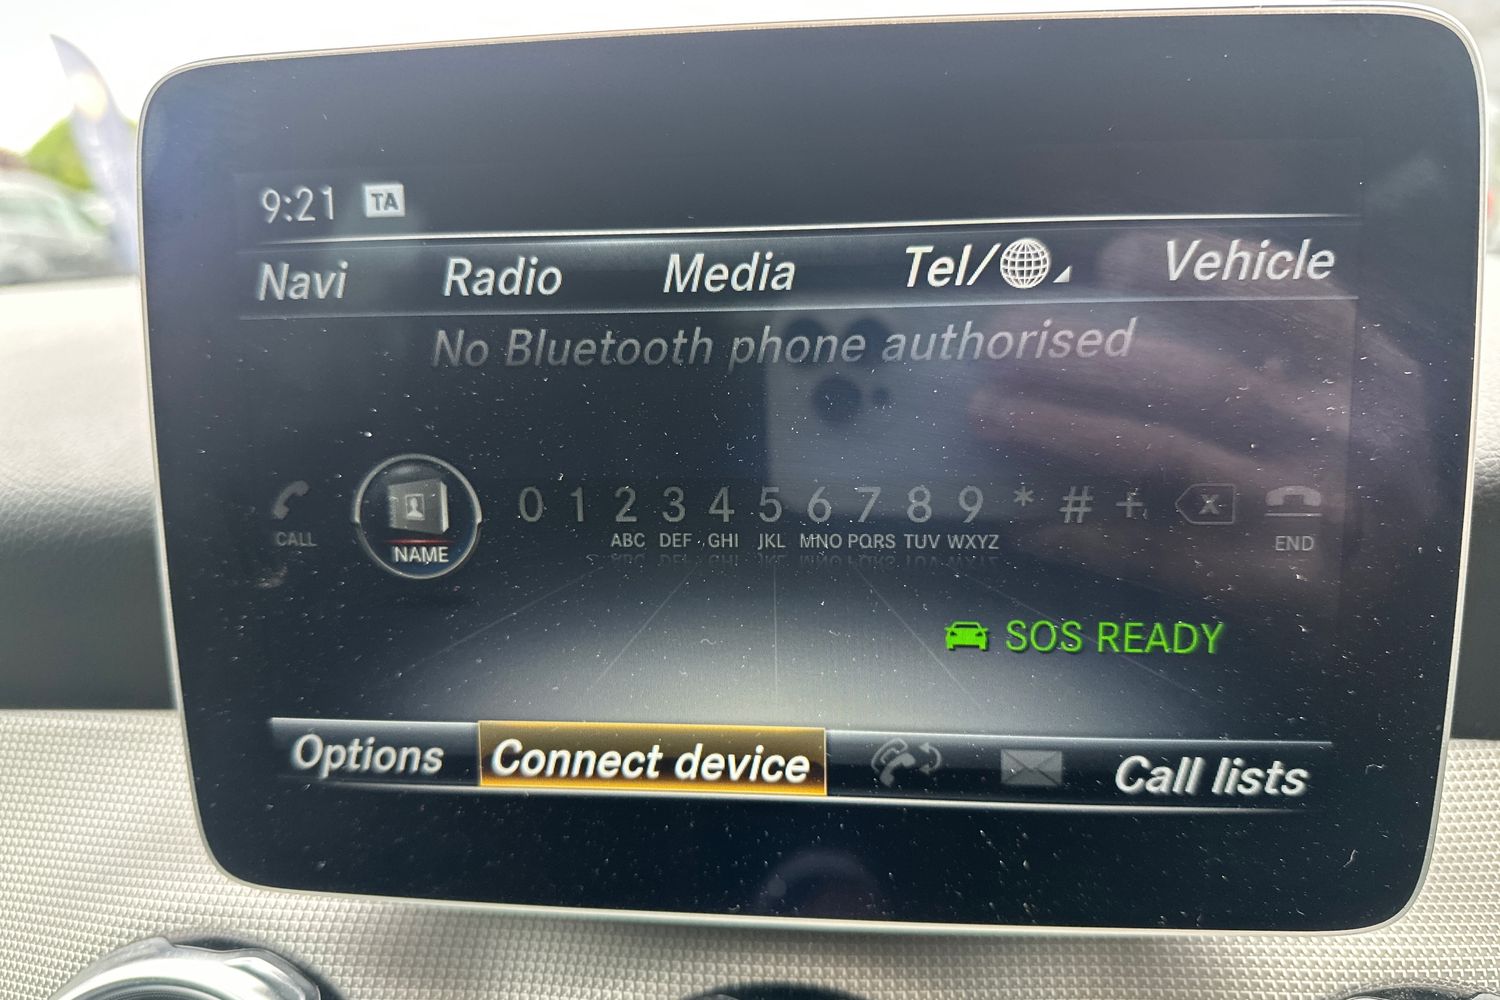 9:21 TA
Navi Radio Media Tel/ Vehicle
No Bluetooth phone authorised
0 1 2 3 4 5 6 7 8 9 * # + x
CALL NAME ABC DEF GHI JKL MNO PQRS TUV WXYZ END
SOS READY
Options Connect device Call lists